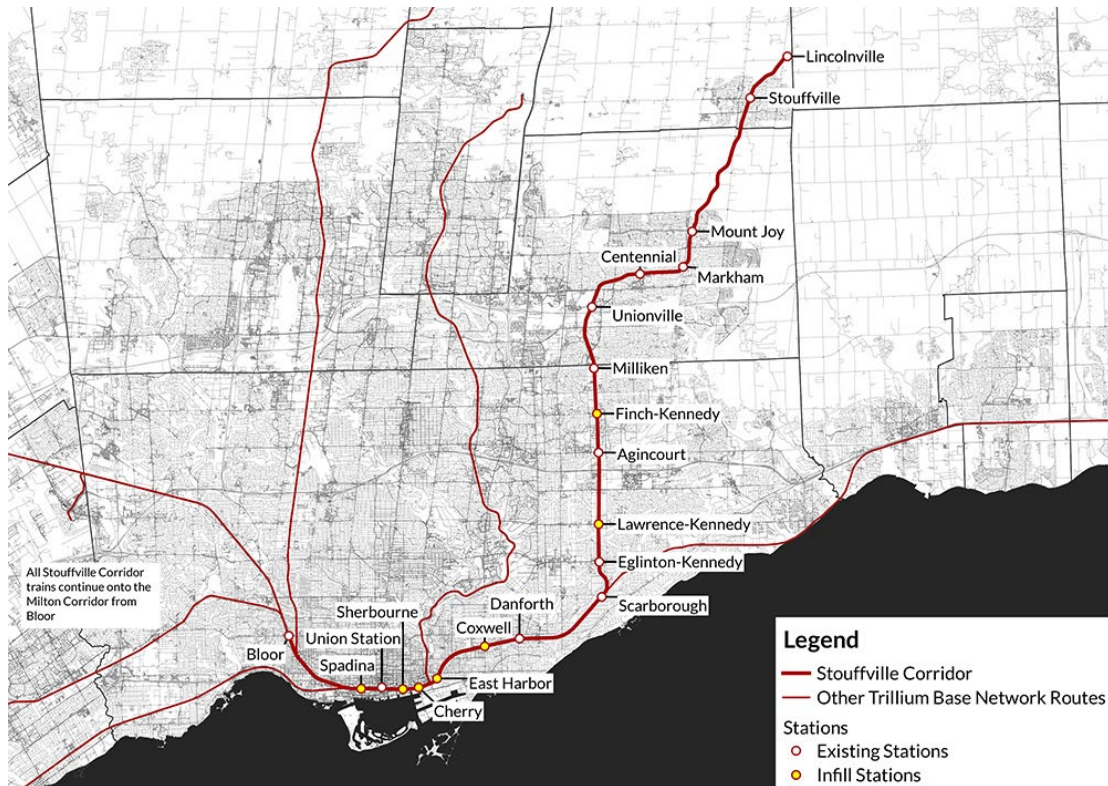 Lincolnville
Stouffville
Mount Joy
Centennial
Markham
Unionville
Milliken
Finch-Kennedy
Agincourt
Lawrence-Kennedy
Eglinton-Kennedy
All Stouffville Corridor
trains continue onto the
Milton Corridor from
Bloor
Scarborough
Danforth
Sherbourne
Coxwell
Union Station
Bloor
Spadina
East Harbor
Cherry
Legend
Stouffville Corridor
Other Trillium Base Network Routes
Stations
Existing Stations
Infill Stations